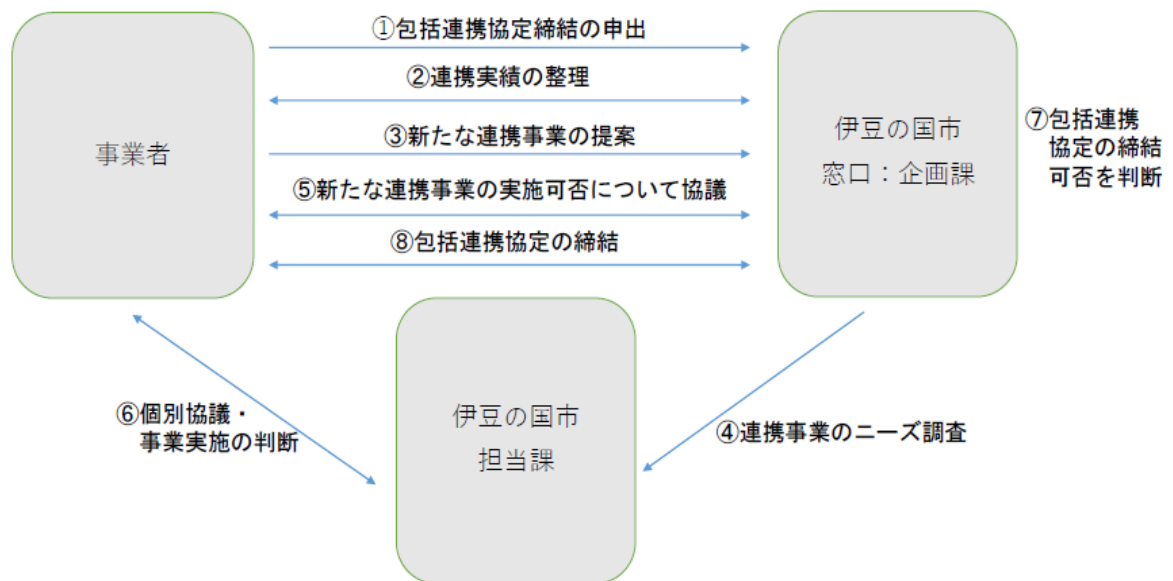 ①包括連携協定締結の申出
②連携実績の整理
③新たな連携事業の提案
⑤新たな連携事業の実施可否について協議
⑧包括連携協定の締結
事業者
伊豆の国市
窓口：企画課
⑦包括連携
協定の締結
可否を判断
⑥個別協議・
事業実施の判断
伊豆の国市
担当課
④連携事業のニーズ調査